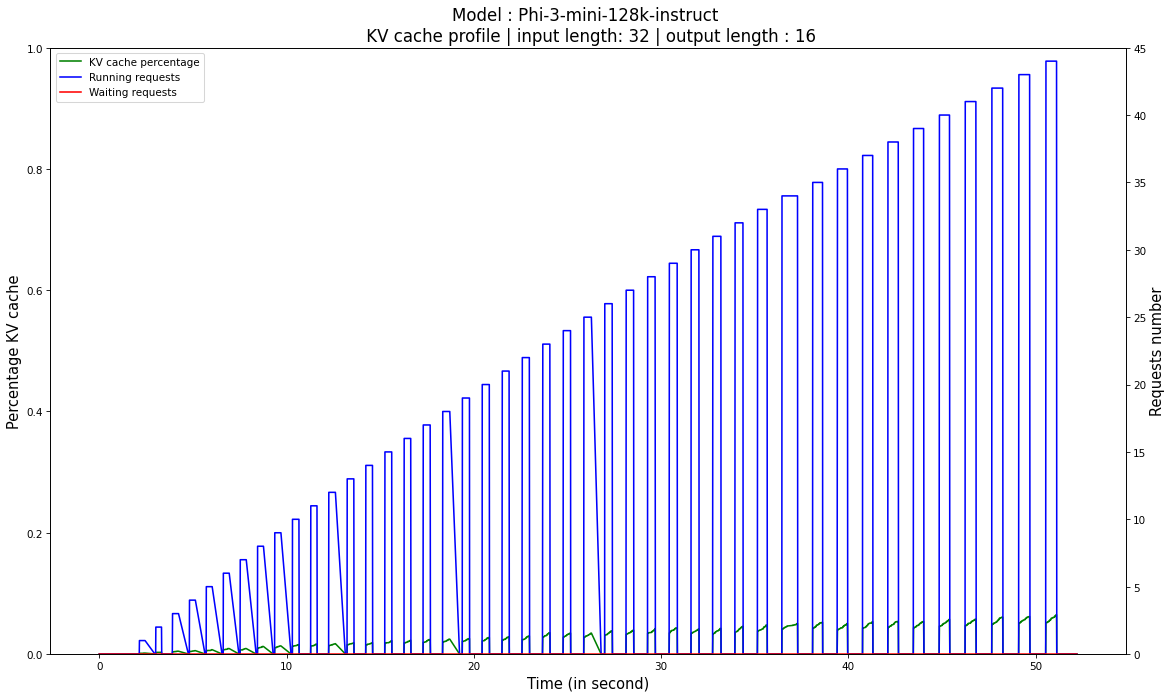 Model : Phi-3-mini-128k-instruct
KV cache profile | input length: 32 | output length : 16
KV cache percentage
Running requests
Waiting requests
Percentage KV cache
1.0
0.8
0.6
0.4
0.2
0.0
45
40
35
30
25
20
15
10
5
0
Requests number
0
10
20
30
40
50
Time (in second)